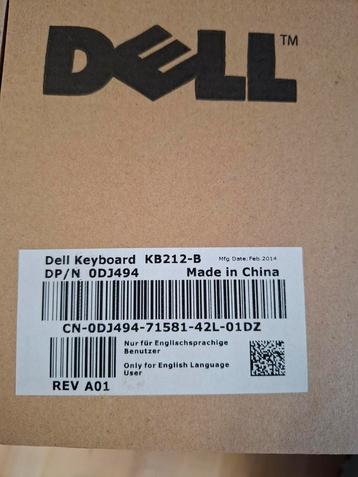 DELL™
Dell Keyboard KB212-B Mfg Date: Feb.2014
DP/N 0DJ494 Made in China
CN-0DJ494-71581-42L-01DZ
Nur für Englischsprachige
Benutzer
Only for English Language
User
REV A01